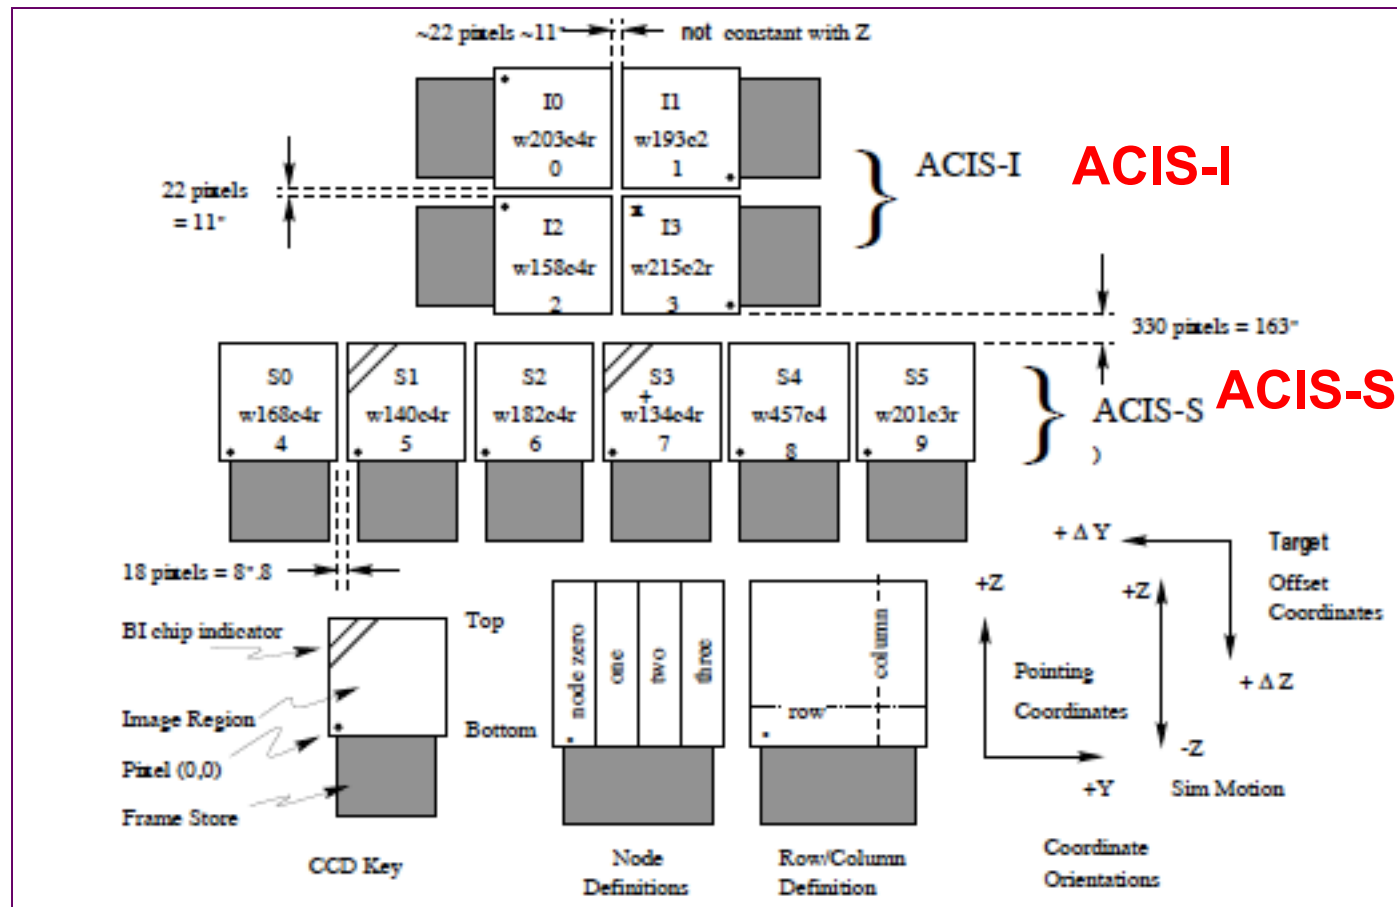 ~22 pixels ~11"
not constant with Z
I0
w203c4r
0
I1
w193c2
1
ACIS-I
ACIS-I
22 pixels
= 11"
I2
w158c4r
2
I3
w215c2r
3
330 pixels = 163"
S0
w168c4r
4
S1
w140c4r
5
S2
w182c4r
6
S3
w134c4r
7
S4
w457c4
8
S5
w201c3r
9
ACIS-S
ACIS-S
)
18 pixels = 8".8
BI chip indicator
Image Region
Pixel (0,0)
Frame Store
Top
Bottom
CCD Key
node zero
one
two
three
Node
Definitions
column
row
Row/Column
Definition
+ Δ Y
Target
Offset
Coordinates
+ Δ Z
+Z
Pointing
Coordinates
+Y
+Z
-Z
Sim Motion
Coordinate
Orientations